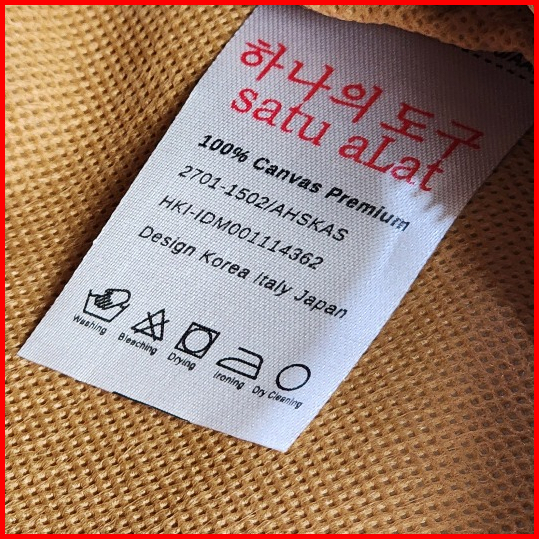 하나의 도구
satu aLat
100% Canvas Premium
2701-1502/AHSKAS
HKI-IDM001114362
Design Korea Italy Japan
Washing Bleaching Drying Ironing Dry Cleaning